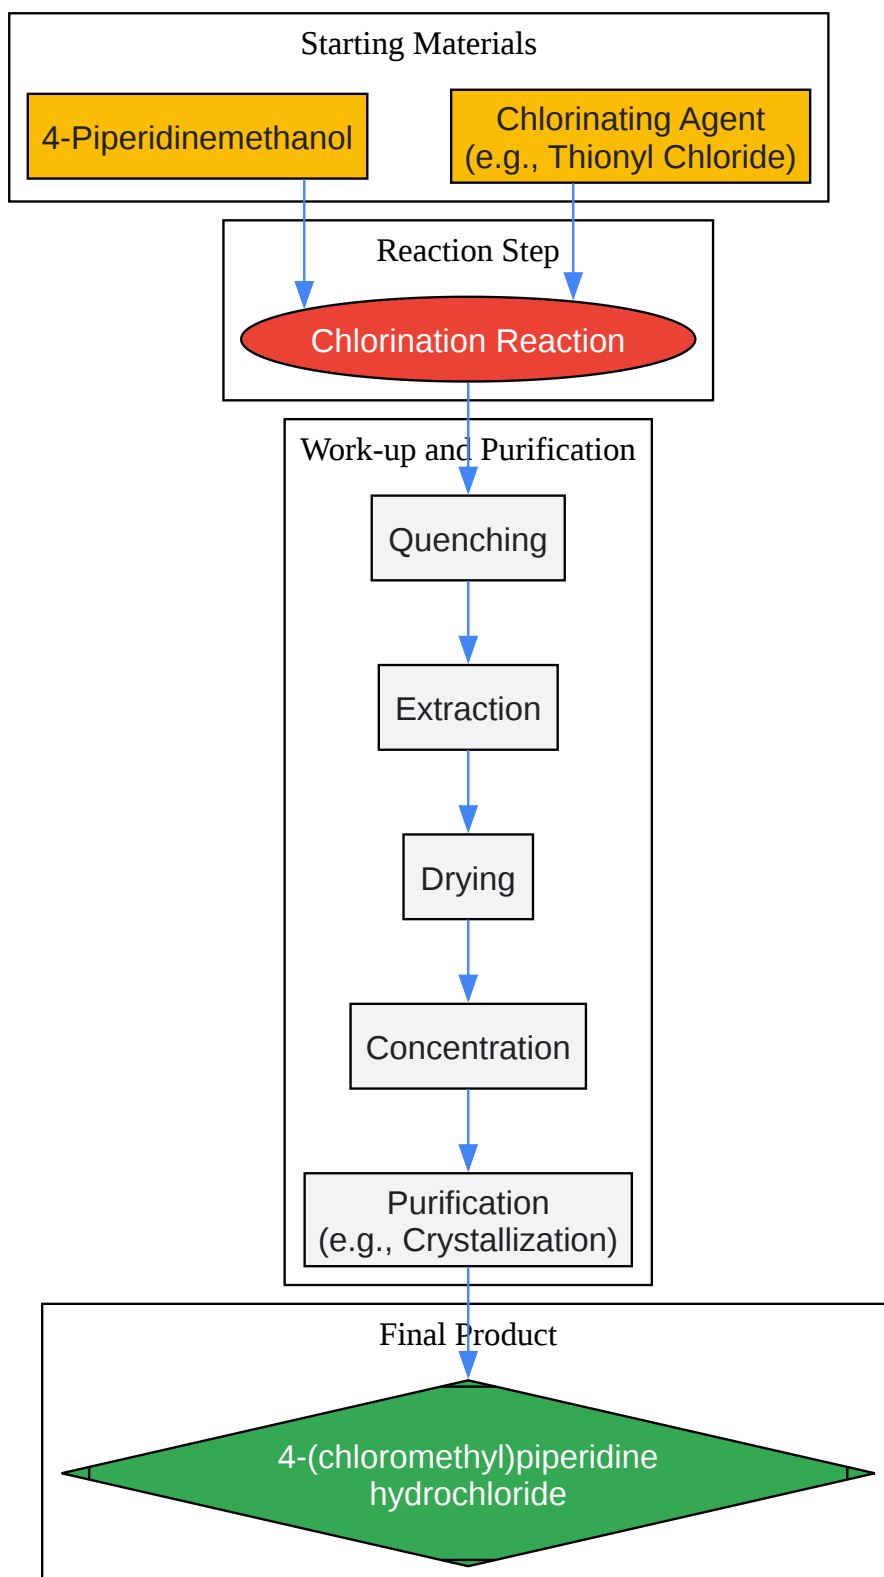 Starting Materials
4-Piperidinemethanol
Chlorinating Agent
(e.g., Thionyl Chloride)
Reaction Step
Chlorination Reaction
Work-up and Purification
Quenching
Extraction
Drying
Concentration
Purification
(e.g., Crystallization)
Final Product
4-(chloromethyl)piperidine
hydrochloride